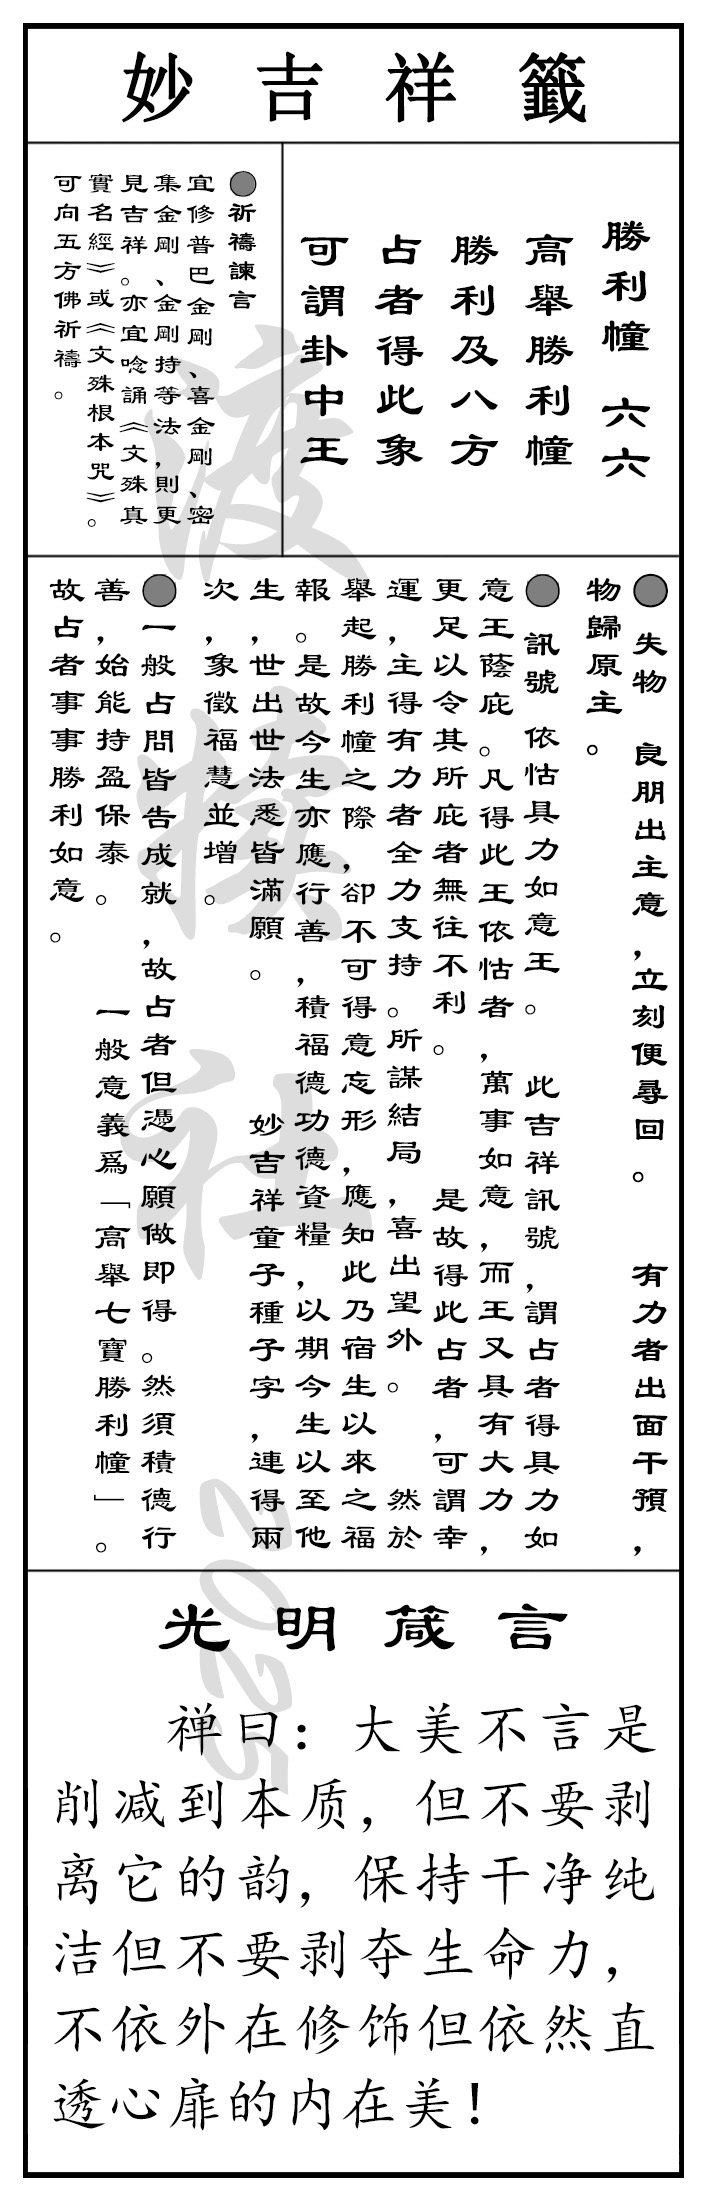 妙吉祥籤
勝利幢 六六
高舉勝利幢
勝利及八方
占者得此象
可謂卦中王
●祈禱諫言
宜修普巴金剛、喜金剛、密
集金剛、金剛持等法，則更
見吉祥。亦宜唸誦《文殊真
實名經》或《文殊根本咒》。
可向五方佛祈禱。
●失物 良朋出主意，立刻便尋回。 有力者出面干預，
物歸原主。
●訊號 依怙具力如意王。 此吉祥訊號，謂占者得具力如
意王蔭庇。凡得此王依怙者，萬事如意，而王又具有大力，
更足以令其所庇者無往不利。 是故得此占者，可謂幸
運，主得有力者全力支持。所謀結局，喜出望外。 然於
舉起勝利幢之際，卻不可得意忘形，應知此乃宿生以來之福
報。是故今生亦應行善，積福德功德資糧，以期今生以至他
生，世出世法悉皆滿願。 妙吉祥童子種子字，連得兩
次，象徵福慧並增。
●一般占問皆告成就，故占者但憑心願做即得。然須積德行
善，始能持盈保泰。 一般意義爲「高舉七寶勝利幢」。
故占者事事勝利如意。
光明箴言
禅曰：大美不言是
削减到本质，但不要剥
离它的韵，保持干净纯
洁但不要剥夺生命力，
不依外在修饰但依然直
透心扉的内在美！
渡 社 2025